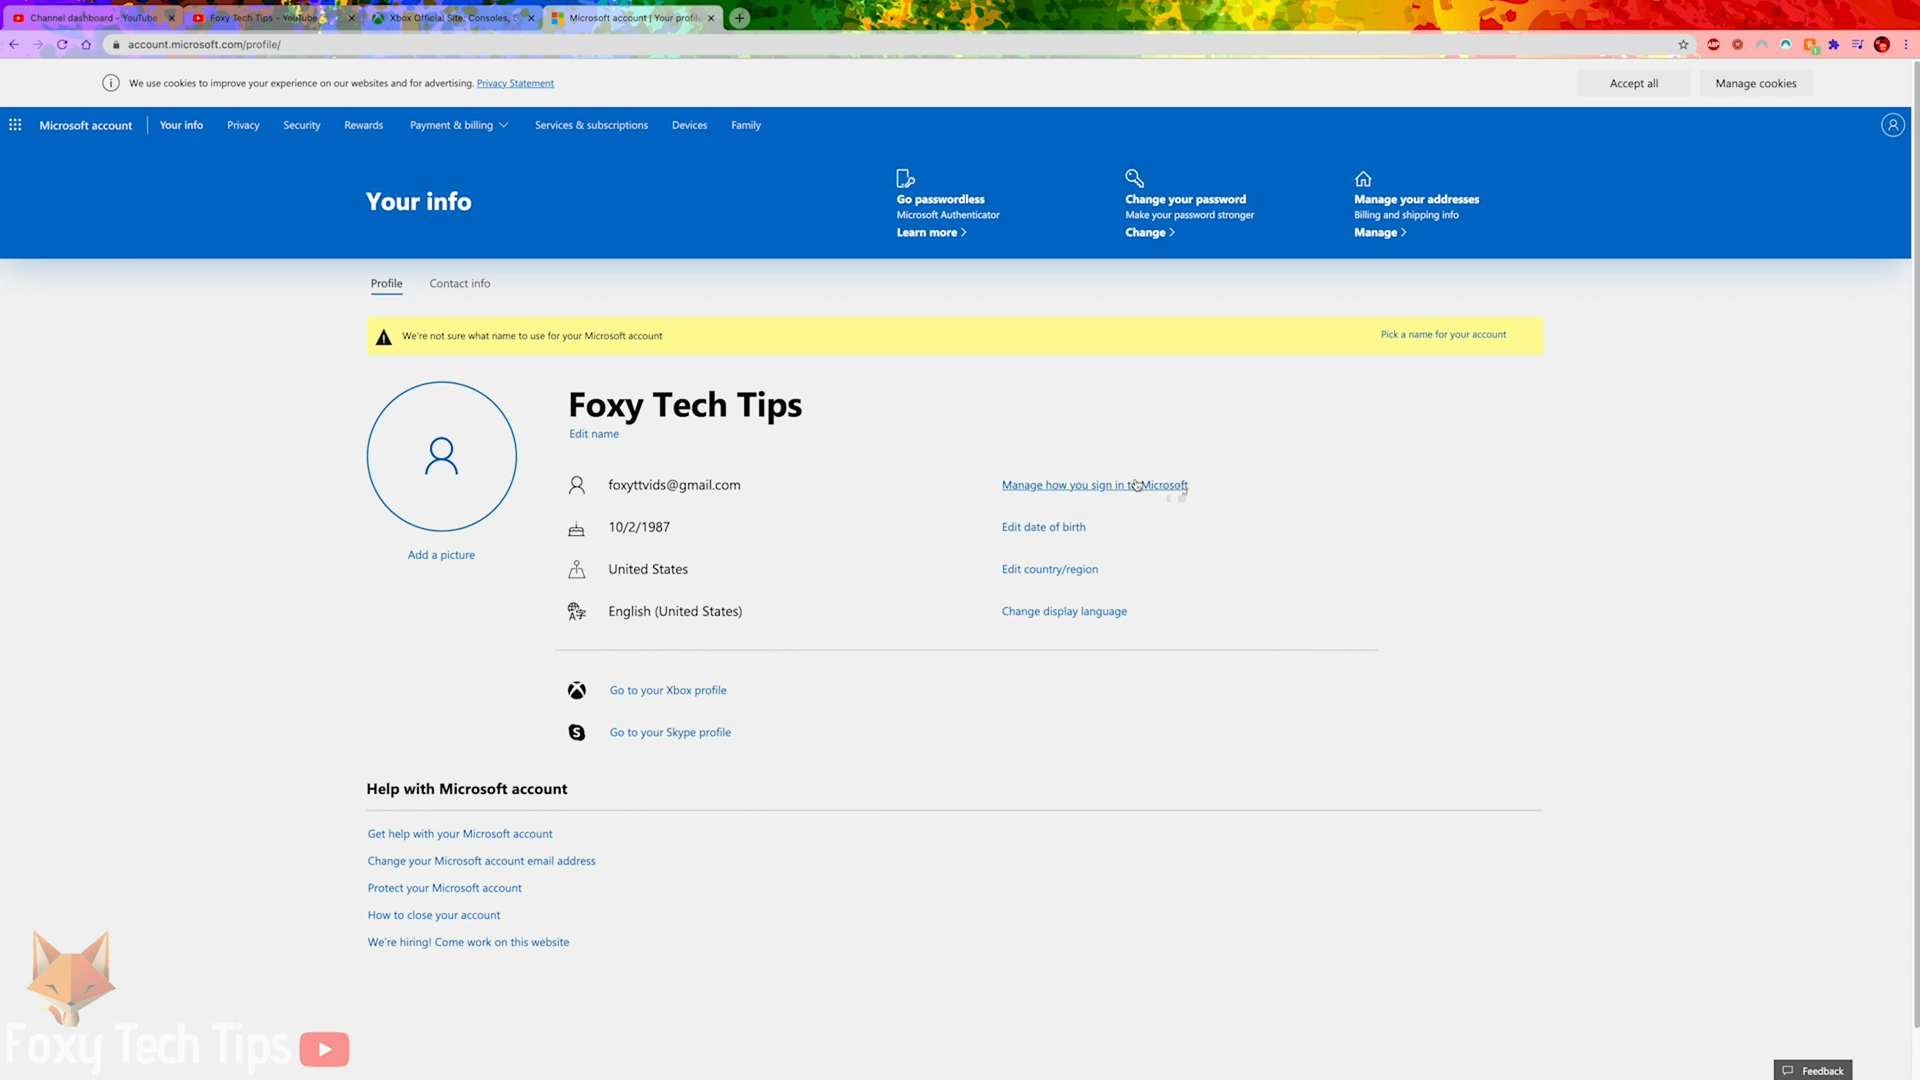 Channel dashboard - YouTube
Foxy Tech Tips - YouTube
Xbox Official Site: Consoles,
Microsoft account | Your profil
account.microsoft.com/profile/
ABP
We use cookies to improve your experience on our websites and for advertising. Privacy Statement
Accept all
Manage cookies
Microsoft account
Your info
Privacy
Security
Rewards
Payment & billing
Services & subscriptions
Devices
Family
Your info
Go passwordless
Microsoft Authenticator
Learn more >
Change your password
Make your password stronger
Change >
Manage your addresses
Billing and shipping info
Manage >
Profile
Contact info
We're not sure what name to use for your Microsoft account
Pick a name for your account
Foxy Tech Tips
Edit name
foxyttvids@gmail.com
Manage how you sign in to Microsoft
10/2/1987
Edit date of birth
United States
Edit country/region
English (United States)
Change display language
Add a picture
Go to your Xbox profile
Go to your Skype profile
Help with Microsoft account
Get help with your Microsoft account
Change your Microsoft account email address
Protect your Microsoft account
How to close your account
We're hiring! Come work on this website
Foxy Tech Tips
Feedback